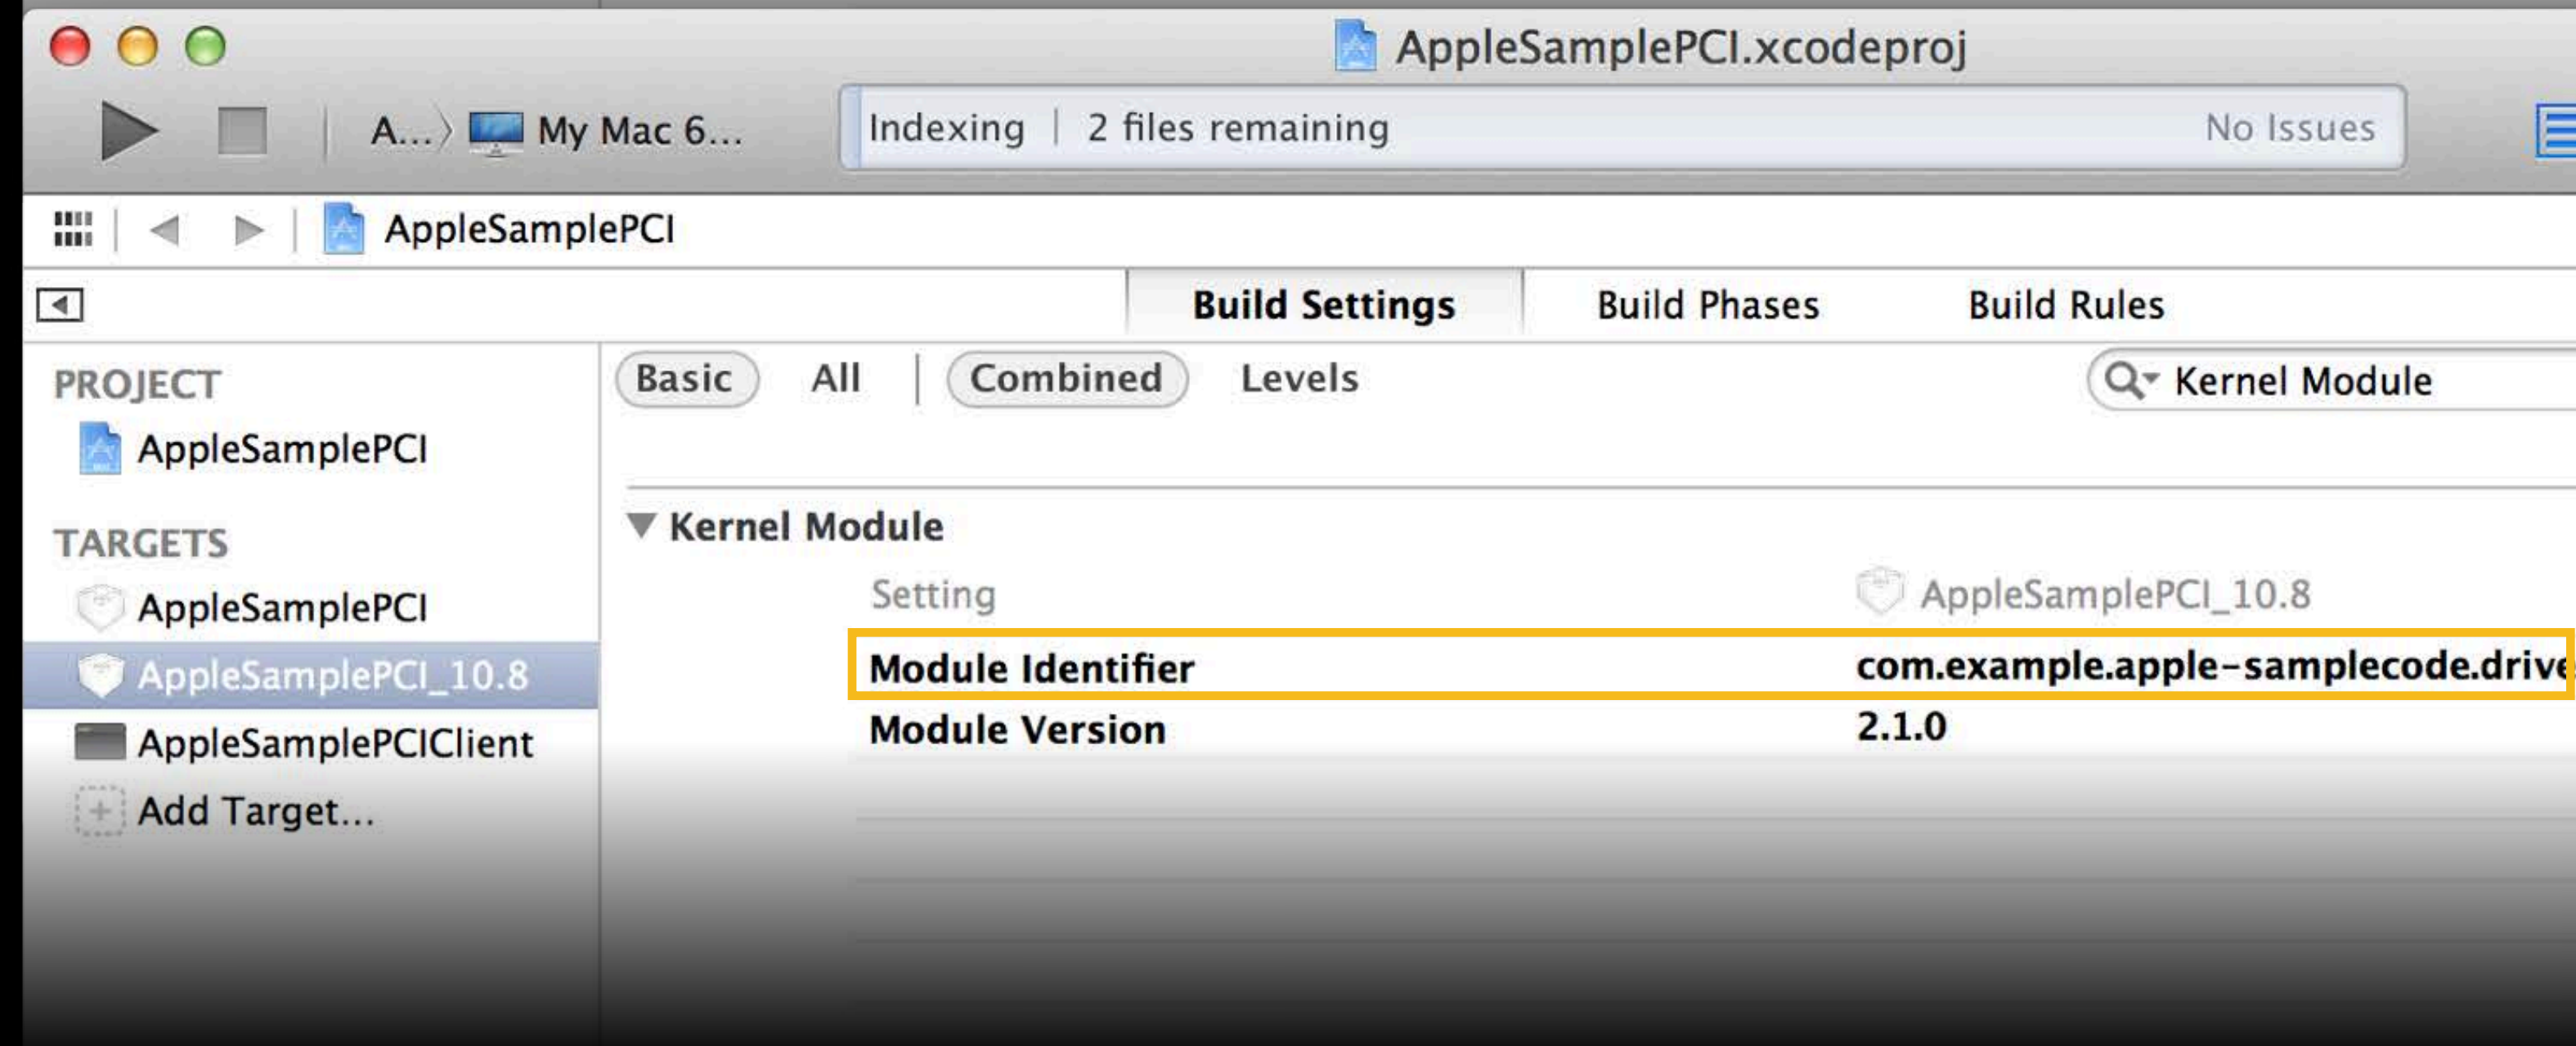 AppleSamplePCI.xcodeproj
A... My Mac 6...
Indexing | 2 files remaining
No Issues
AppleSamplePCI
Build Settings
Build Phases
Build Rules
PROJECT
AppleSamplePCI
TARGETS
AppleSamplePCI
AppleSamplePCI_10.8
AppleSamplePCIClient
Add Target...
Basic
All
Combined
Levels
Kernel Module
Kernel Module
Setting
AppleSamplePCI_10.8
Module Identifier
com.example.apple-samplecode.drive
Module Version
2.1.0